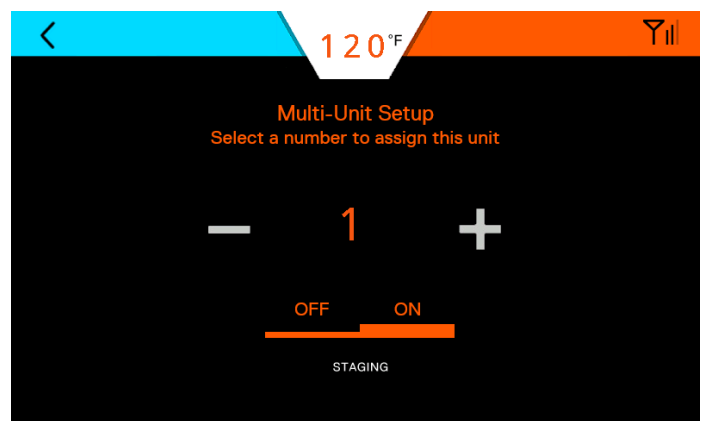 120°F
Multi-Unit Setup
Select a number to assign this unit
1
OFF ON
STAGING